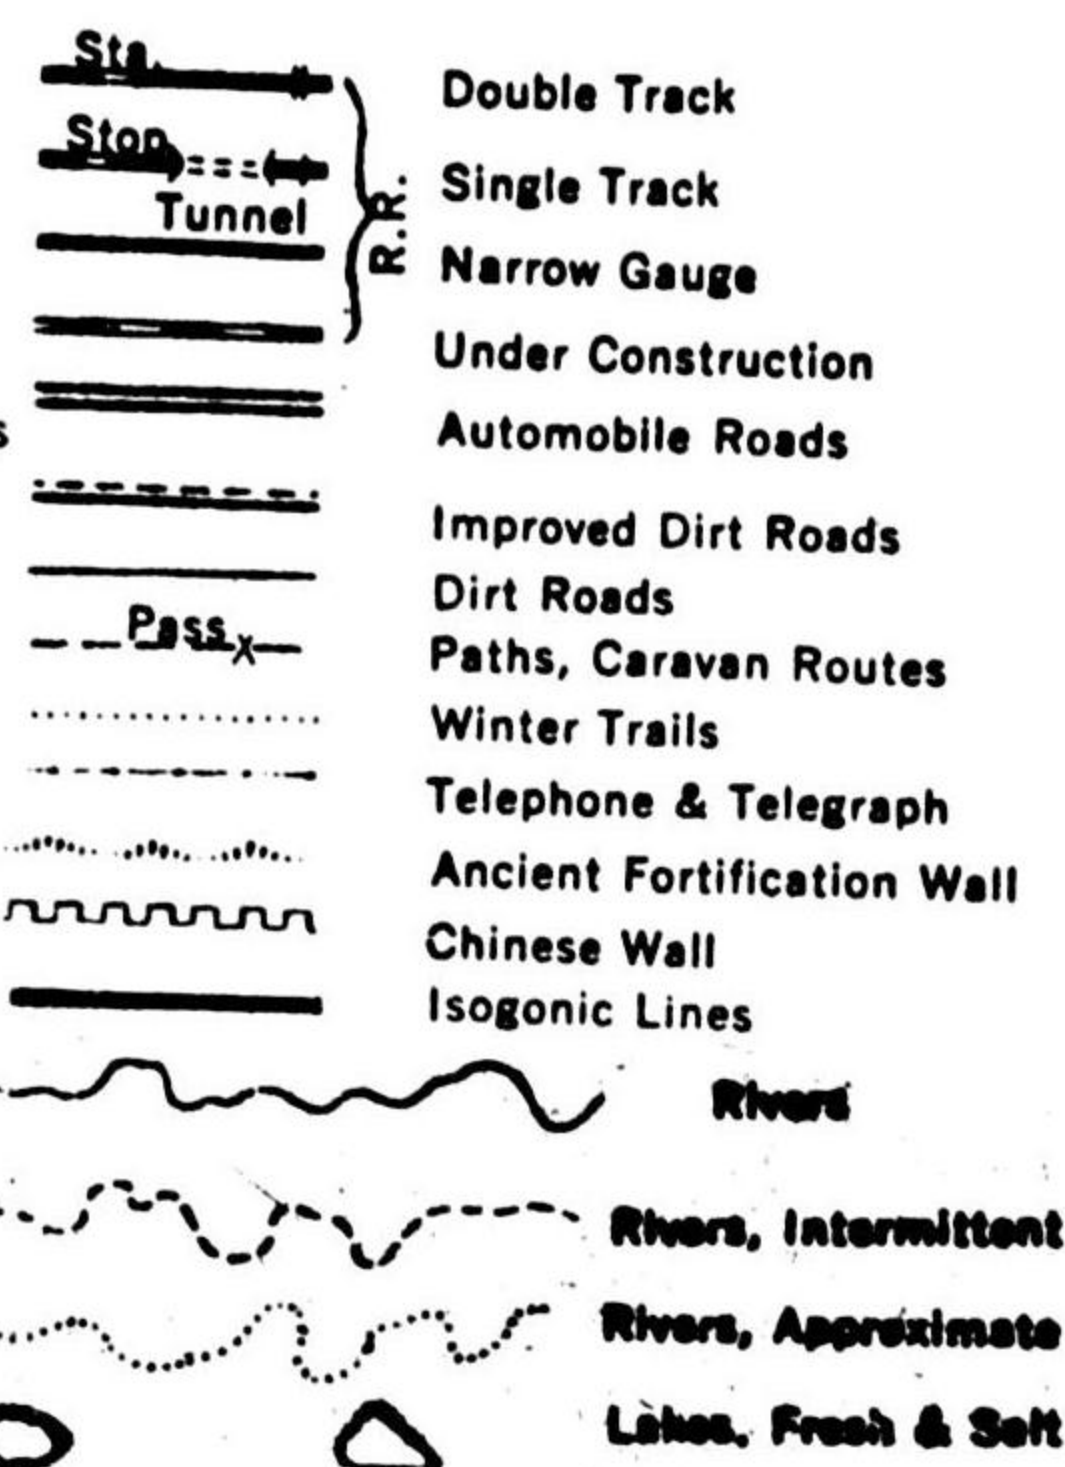 Sta. Double Track
Stop Single Track
Tunnel
R.R.
Narrow Gauge
Under Construction
s Automobile Roads
Improved Dirt Roads
Dirt Roads
Pass x Paths, Caravan Routes
Winter Trails
Telephone & Telegraph
Ancient Fortification Wall
Chinese Wall
Isogonic Lines
Rivers
Rivers, Intermittent
Rivers, Approximate
Lakes, Fresh & Salt